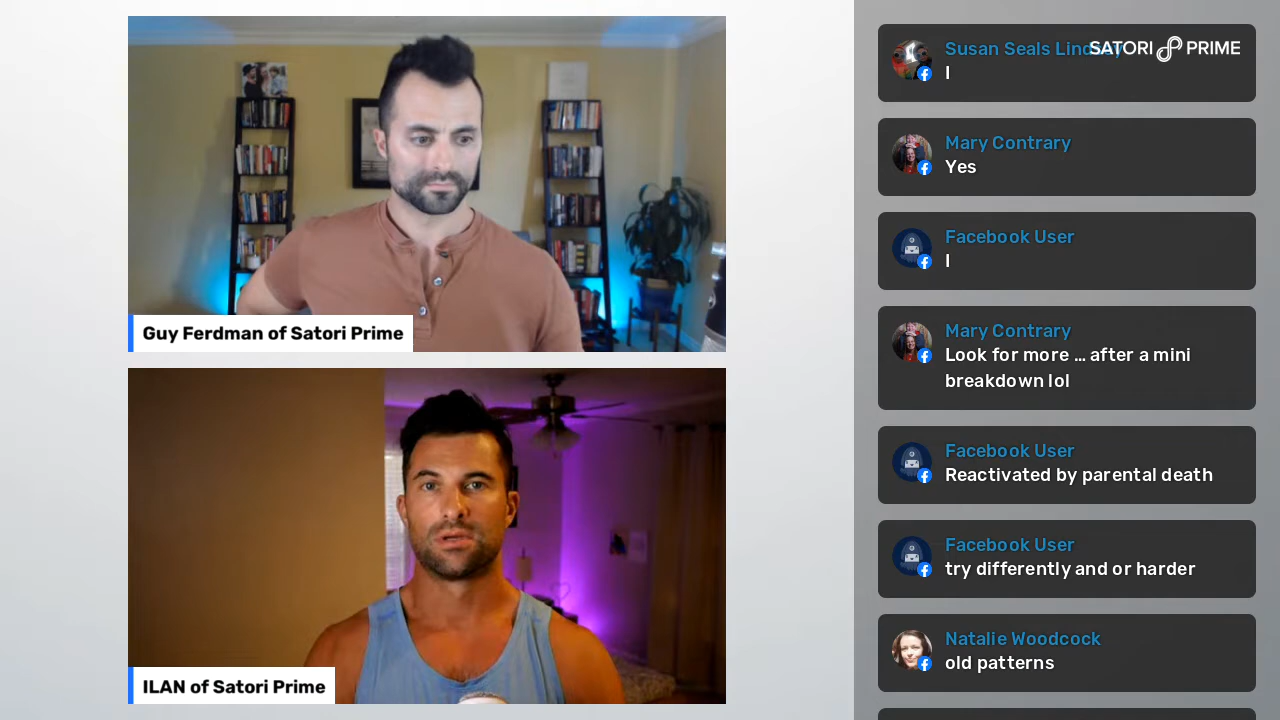 Guy Ferdman of Satori Prime
ILAN of Satori Prime
SATORI PRIME
Susan Seals Lindsay
I
Mary Contrary
Yes
Facebook User
I
Mary Contrary
Look for more ... after a mini
breakdown lol
Facebook User
Reactivated by parental death
Facebook User
try differently and or harder
Natalie Woodcock
old patterns